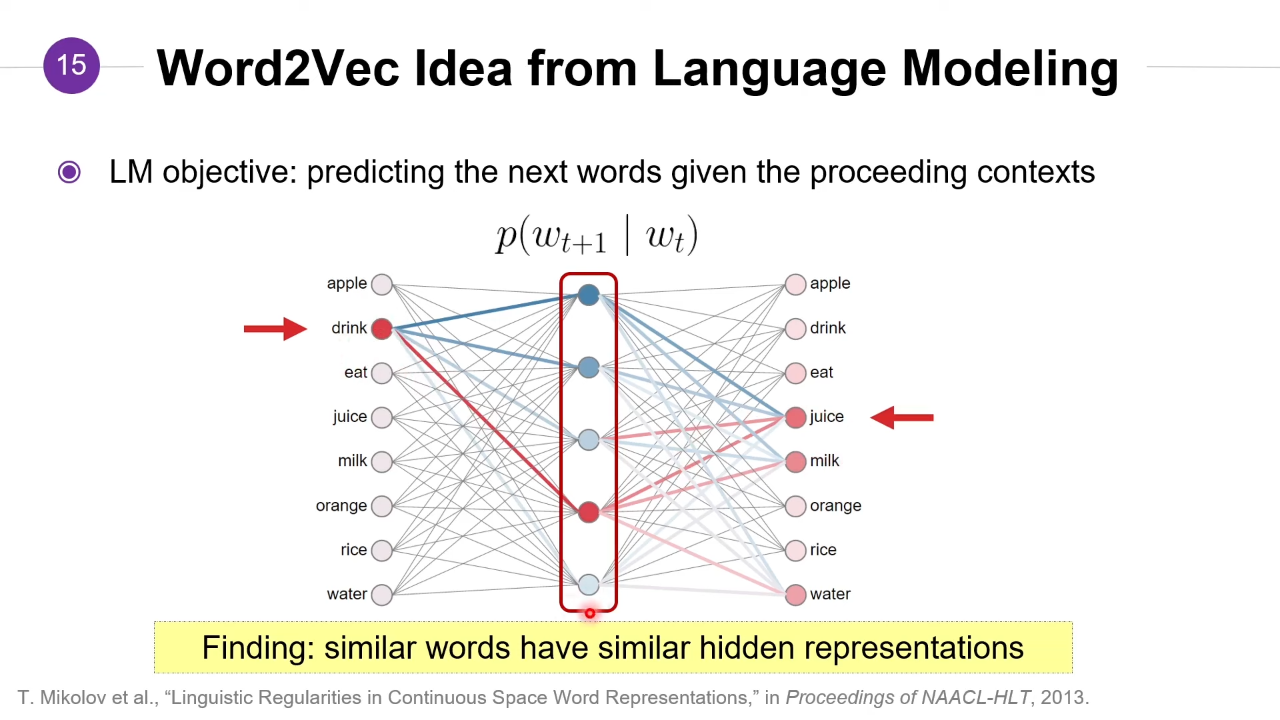 15
Word2Vec Idea from Language Modeling
LM objective: predicting the next words given the proceeding contexts
p(w_{t+1} | w_t)
apple
drink
eat
juice
milk
orange
rice
water
apple
drink
eat
juice
milk
orange
rice
water
Finding: similar words have similar hidden representations
T. Mikolov et al., “Linguistic Regularities in Continuous Space Word Representations,” in Proceedings of NAACL-HLT, 2013.